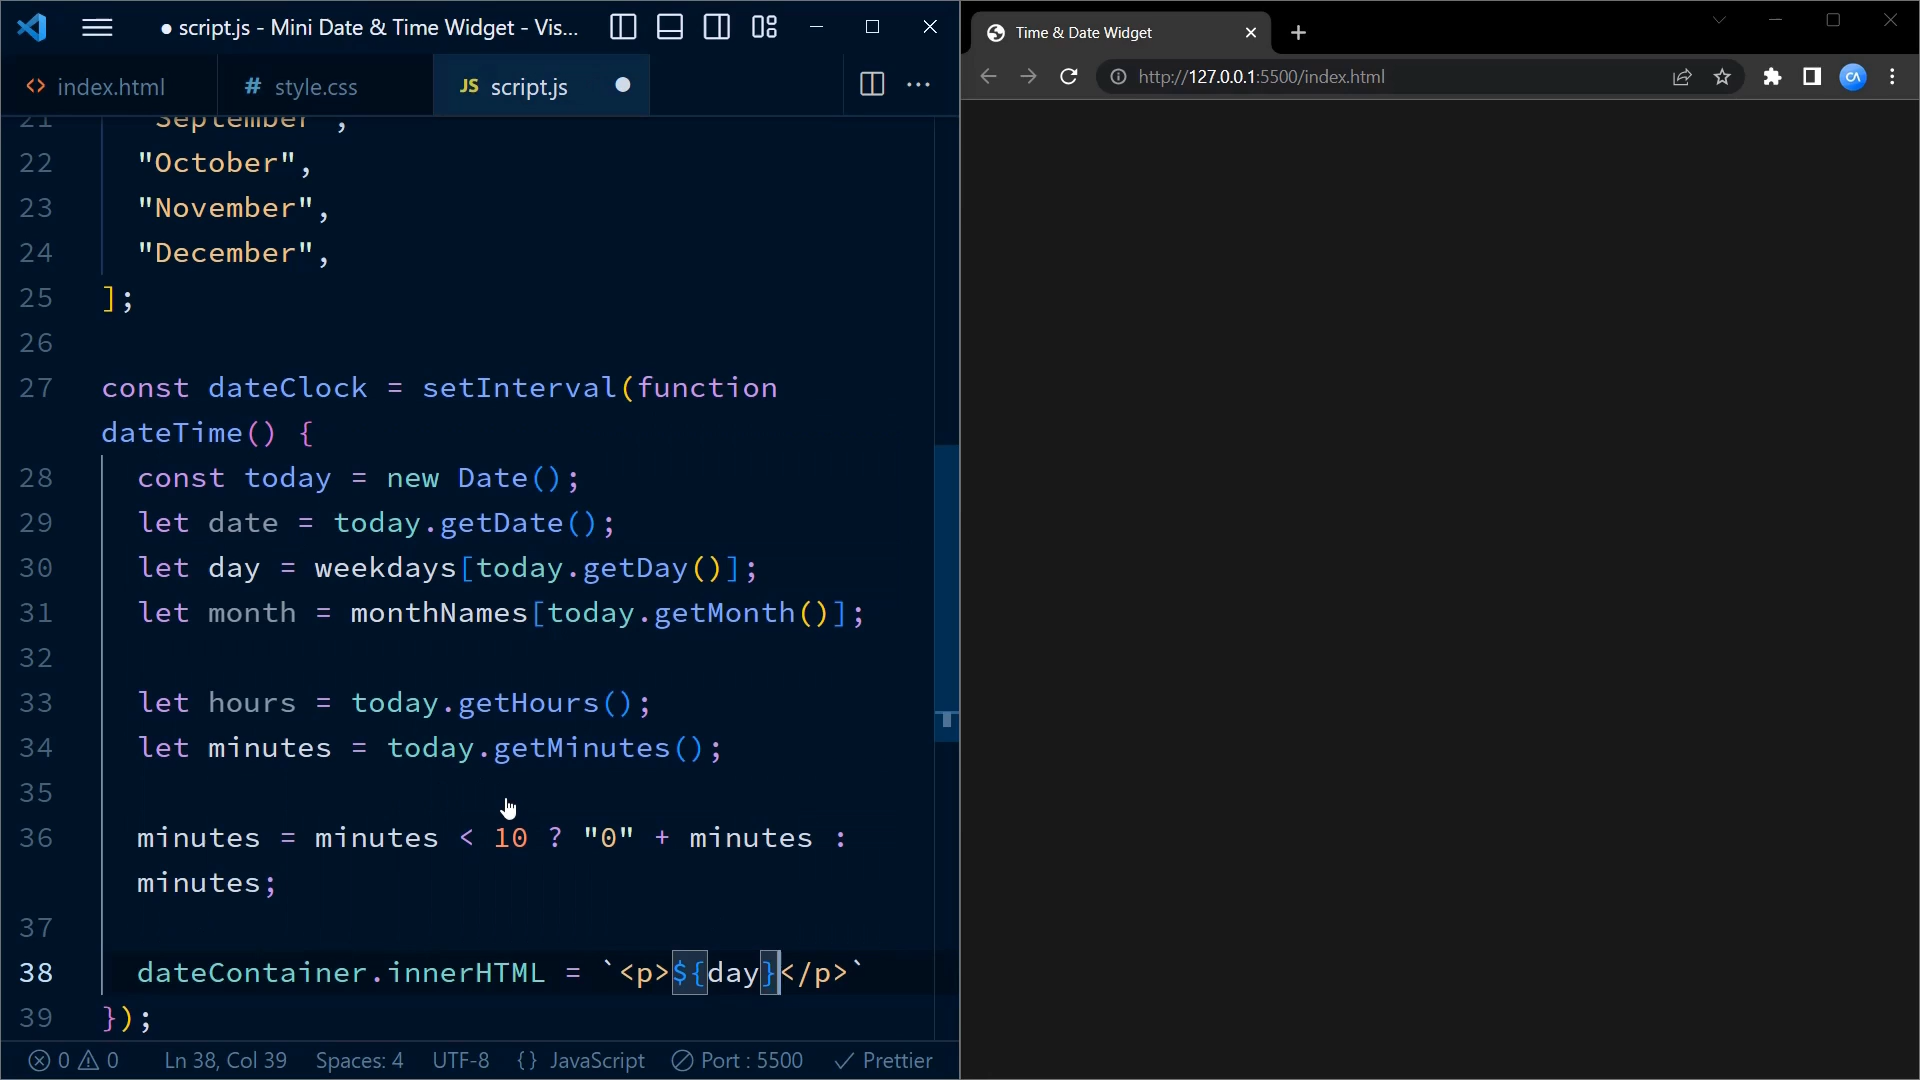 script.js - Mini Date & Time Widget - Vis...
index.html
# style.css
JS script.js
21 "September",
22 "October",
23 "November",
24 "December",
25 ];
26
27 const dateClock = setInterval(function
dateTime() {
28 const today = new Date();
29 let date = today.getDate();
30 let day = weekdays[today.getDay()];
31 let month = monthNames[today.getMonth()];
32
33 let hours = today.getHours();
34 let minutes = today.getMinutes();
35
36 minutes = minutes < 10 ? "0" + minutes :
minutes;
37
38 dateContainer.innerHTML = `<p>${day}</p>`
39 });
0 0 Ln 38, Col 39 Spaces: 4 UTF-8 {} JavaScript Port : 5500 Prettier
Time & Date Widget
http://127.0.0.1:5500/index.html
CA